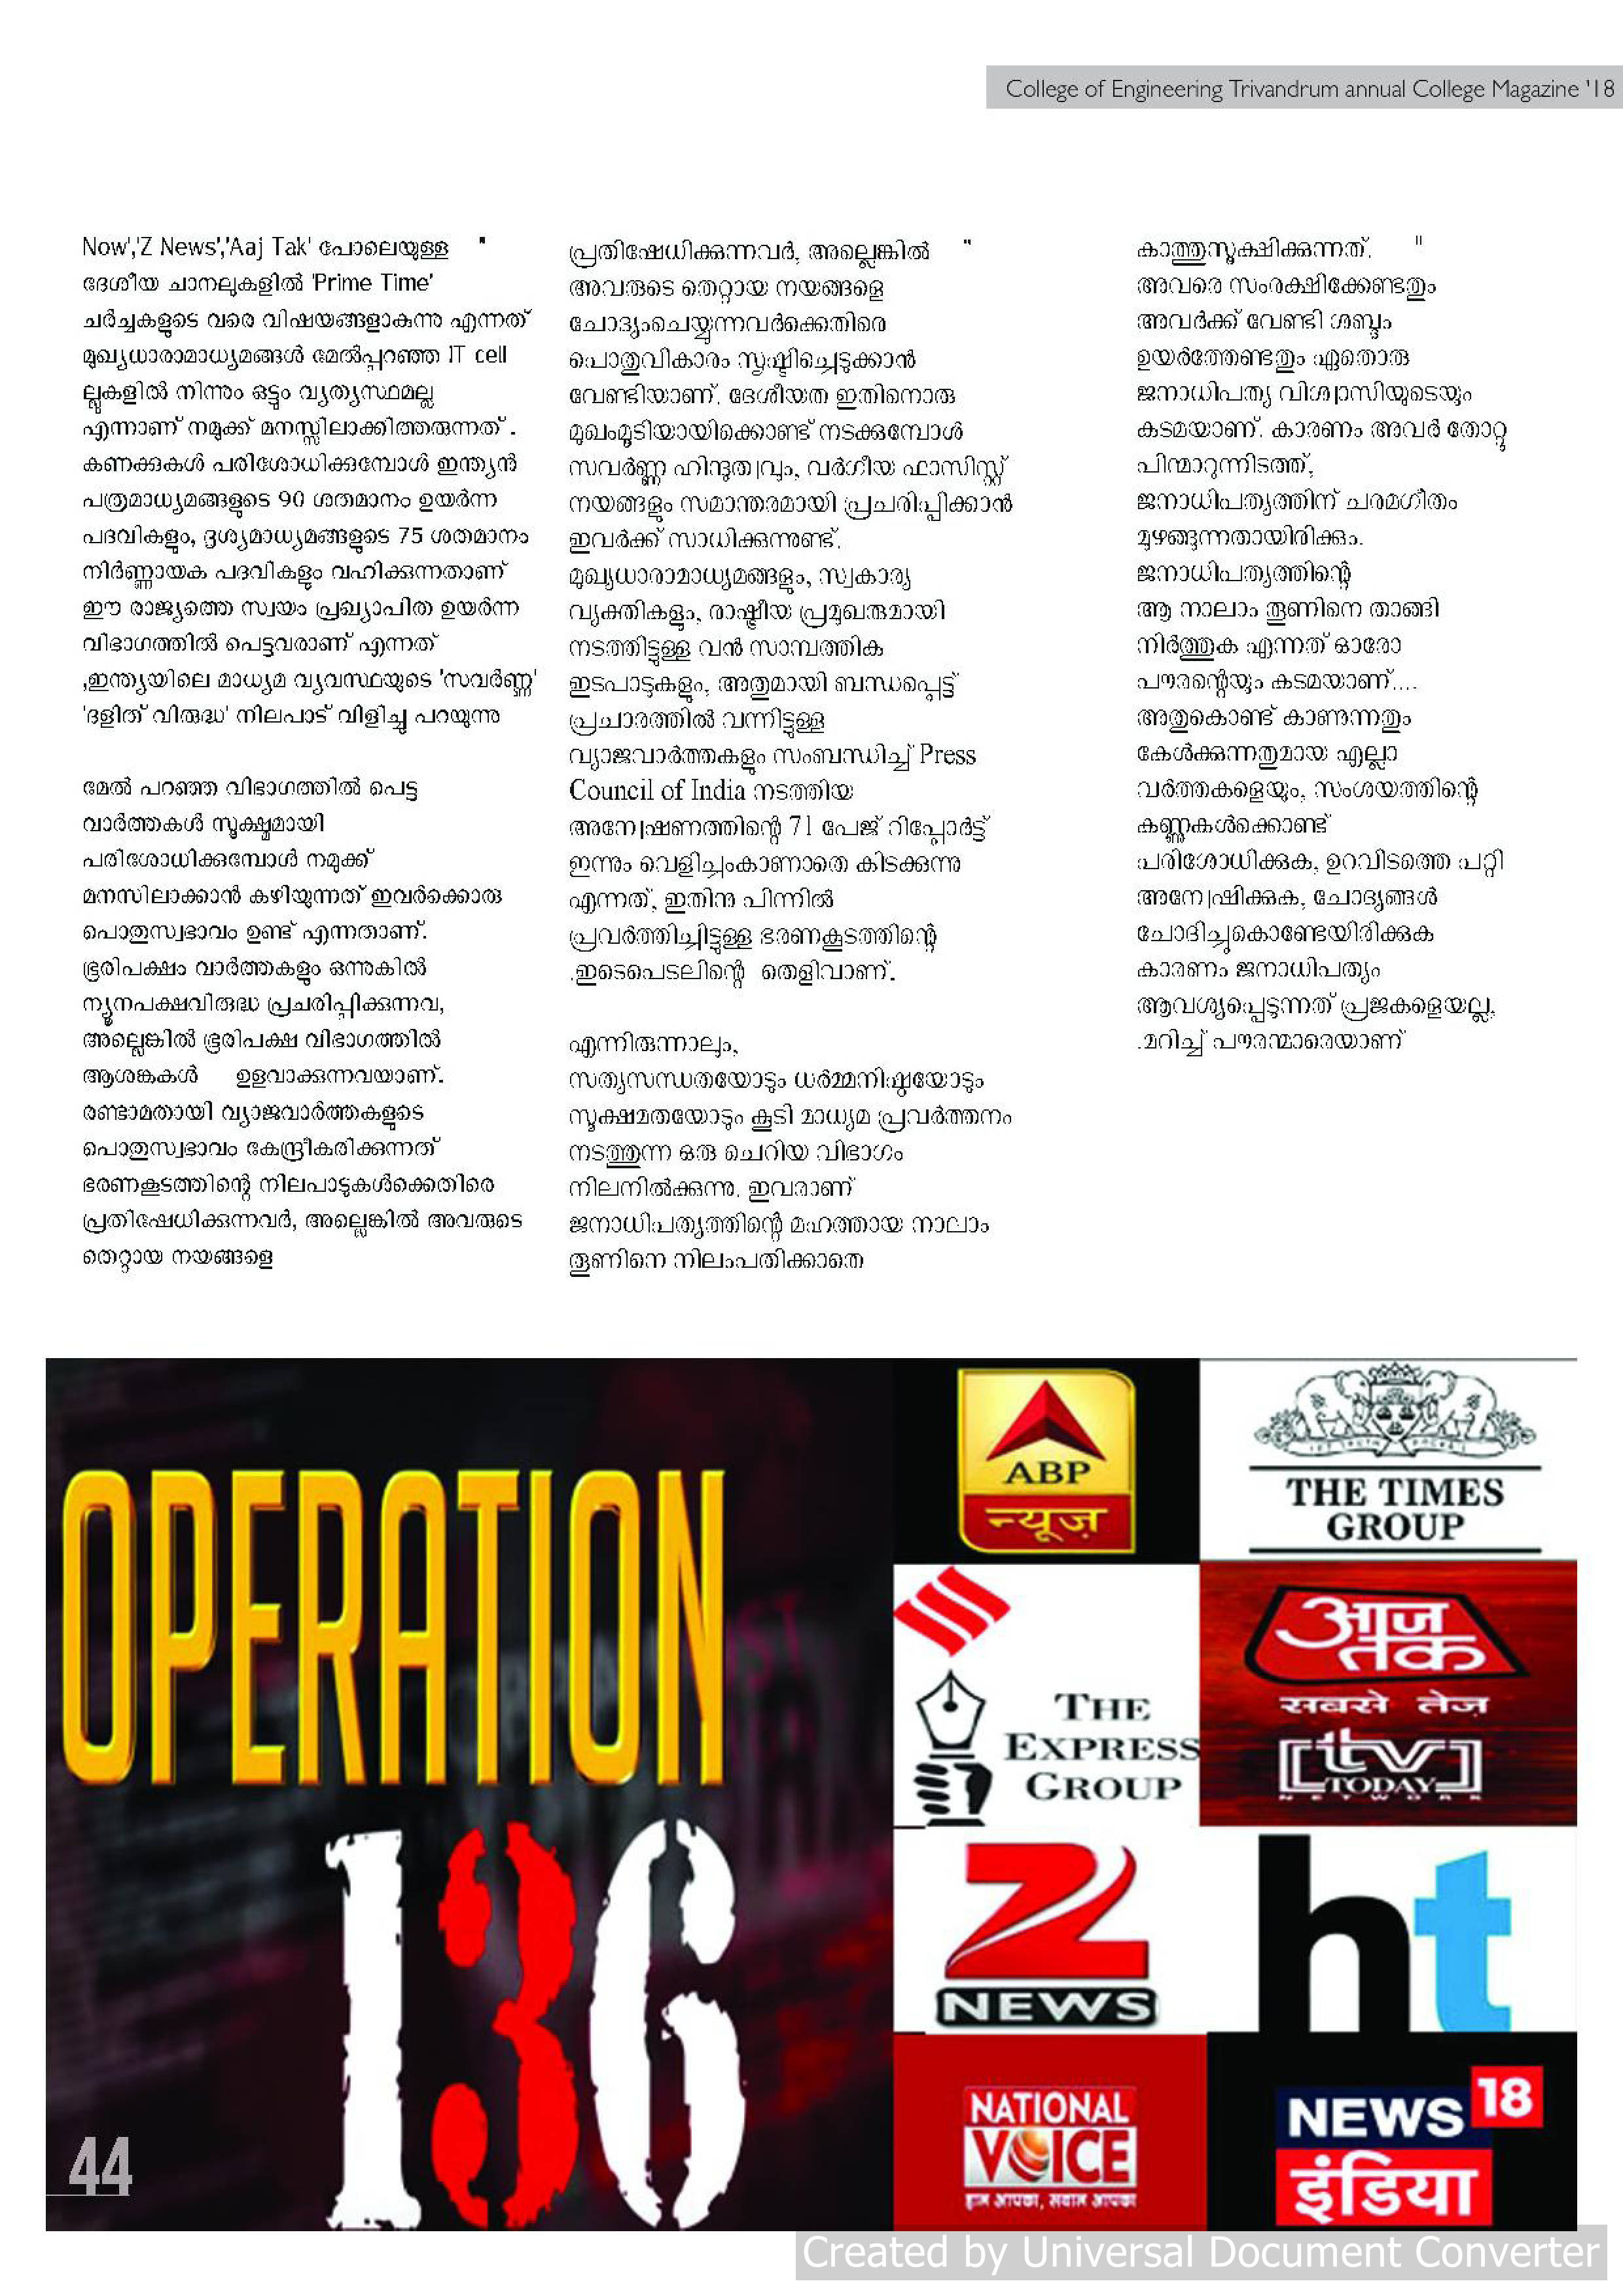 College of Engineering Trivandrum annual College Magazine '18
Now','Z News','Aaj Tak' പോലെയുള്ള "
ദേശീയ ചാനലുകളിൽ 'Prime Time'
ചർച്ചകളുടെ വരെ വിഷയങ്ങളാകുന്നു എന്നത്
മുഖ്യധാരാമാധ്യമങ്ങൾ മേൽപ്പറഞ്ഞ IT cell
ല്ലുകളിൽ നിന്നും ഒട്ടും വ്യത്യസ്ഥമല്ല
എന്നാണ് നമുക്ക് മനസ്സിലാക്കിത്തരുന്നത് .
കണക്കുകൾ പരിശോധിക്കുമ്പോൾ ഇന്ത്യൻ
പത്രമാധ്യമങ്ങളുടെ 90 ശതമാനം ഉയർന്ന
പദവികളും, ദൃശ്യമാധ്യമങ്ങളുടെ 75 ശതമാനം
നിർണ്ണായക പദവികളും വഹിക്കുന്നതാണ്
ഈ രാജ്യത്തെ സ്വയം പ്രഖ്യാപിത ഉയർന്ന
വിഭാഗത്തിൽ പെട്ടവരാണ് എന്നത്
,ഇന്ത്യയിലെ മാധ്യമ വ്യവസ്ഥയുടെ 'സവർണ്ണ'
'ദളിത് വിരുദ്ധ' നിലപാട് വിളിച്ചു പറയുന്നു
മേൽ പറഞ്ഞ വിഭാഗത്തിൽ പെട്ട
വാർത്തകൾ സൂക്ഷ്മമായി
പരിശോധിക്കുമ്പോൾ നമുക്ക്
മനസിലാക്കാൻ കഴിയുന്നത് ഇവർക്കൊരു
പൊതുസ്വഭാവം ഉണ്ട് എന്നതാണ്.
ഭൂരിപക്ഷം വാർത്തകളും ഒന്നുകിൽ
ന്യൂനപക്ഷവിരുദ്ധ പ്രചരിപ്പിക്കുന്നവ,
അല്ലെങ്കിൽ ഭൂരിപക്ഷ വിഭാഗത്തിൽ
ആശങ്കകൾ ഉളവാക്കുന്നവയാണ്.
രണ്ടാമതായി വ്യാജവാർത്തകളുടെ
പൊതുസ്വഭാവം കേന്ദ്രീകരിക്കുന്നത്
ഭരണകൂടത്തിന്റെ നിലപാടുകൾക്കെതിരെ
പ്രതിഷേധിക്കുന്നവർ, അല്ലെങ്കിൽ അവരുടെ
തെറ്റായ നയങ്ങളെ
പ്രതിഷേധിക്കുന്നവർ, അല്ലെങ്കിൽ "
അവരുടെ തെറ്റായ നയങ്ങളെ
ചോദ്യംചെയ്യുന്നവർക്കെതിരെ
പൊതുവികാരം സൃഷ്ടിച്ചെടുക്കാൻ
വേണ്ടിയാണ്. ദേശീയത ഇതിനൊരു
മുഖംമൂടിയായിക്കൊണ്ട് നടക്കുമ്പോൾ
സവർണ്ണ ഹിന്ദുത്വവും, വർഗീയ ഫാസിസ്റ്റ്
നയങ്ങളും സമാന്തരമായി പ്രചരിപ്പിക്കാൻ
ഇവർക്ക് സാധിക്കുന്നുണ്ട്.
മുഖ്യധാരാമാധ്യമങ്ങളും, സ്വകാര്യ
വ്യക്തികളും, രാഷ്ട്രീയ പ്രമുഖരുമായി
നടത്തിട്ടുള്ള വൻ സാമ്പത്തിക
ഇടപാടുകളും, അതുമായി ബന്ധപ്പെട്ട്
പ്രചാരത്തിൽ വന്നിട്ടുള്ള
വ്യാജവാർത്തകളും സംബന്ധിച്ച് Press
Council of India നടത്തിയ
അന്വേഷണത്തിന്റെ 71 പേജ് റിപ്പോർട്ട്
ഇന്നും വെളിച്ചംകാണാതെ കിടക്കുന്നു
എന്നത്, ഇതിനു പിന്നിൽ
പ്രവർത്തിച്ചിട്ടുള്ള ഭരണകൂടത്തിന്റെ
.ഇടെപെടലിന്റെ തെളിവാണ്.
എന്നിരുന്നാലും,
സത്യസന്ധതയോടും ധർമ്മനിഷ്ഠയോടും
സൂക്ഷമതയോടും കൂടി മാധ്യമ പ്രവർത്തനം
നടത്തുന്ന ഒരു ചെറിയ വിഭാഗം
നിലനിൽക്കുന്നു. ഇവരാണ്
ജനാധിപത്യത്തിന്റെ മഹത്തായ നാലാം
തൂണിനെ നിലംപതിക്കാതെ
കാത്തുസൂക്ഷിക്കുന്നത്. "
അവരെ സംരക്ഷിക്കേണ്ടതും
അവർക്ക് വേണ്ടി ശബ്ദം
ഉയർത്തേണ്ടതും ഏതൊരു
ജനാധിപത്യ വിശ്വാസിയുടെയും
കടമയാണ്. കാരണം അവർ തോറ്റു
പിന്മാറുന്നിടത്ത്,
ജനാധിപത്യത്തിന് ചരമഗീതം
മുഴങ്ങുന്നതായിരിക്കും.
ജനാധിപത്യത്തിന്റെ
ആ നാലാം തൂണിനെ താങ്ങി
നിർത്തുക എന്നത് ഓരോ
പൗരന്റെയും കടമയാണ്....
അതുകൊണ്ട് കാണുന്നതും
കേൾക്കുന്നതുമായ എല്ലാ
വർത്തകളെയും, സംശയത്തിന്റെ
കണ്ണുകൾക്കൊണ്ട്
പരിശോധിക്കുക, ഉറവിടത്തെ പറ്റി
അന്വേഷിക്കുക, ചോദ്യങ്ങൾ
ചോദിച്ചുകൊണ്ടേയിരിക്കുക
കാരണം ജനാധിപത്യം
ആവശ്യപ്പെടുന്നത് പ്രജകളെയല്ല,
.മറിച്ച് പൗരന്മാരെയാണ്
OPERATION
136
ABP
न्यूज़
THE TIMES
GROUP
THE
EXPRESS
GROUP
आज
तक
सबसे तेज
tv
TODAY
NETWORK
Z
NEWS
ht
NATIONAL
VOICE
हाल आपका, सवाल आपका
NEWS 18
इंडिया
44
Created by Universal Document Converter